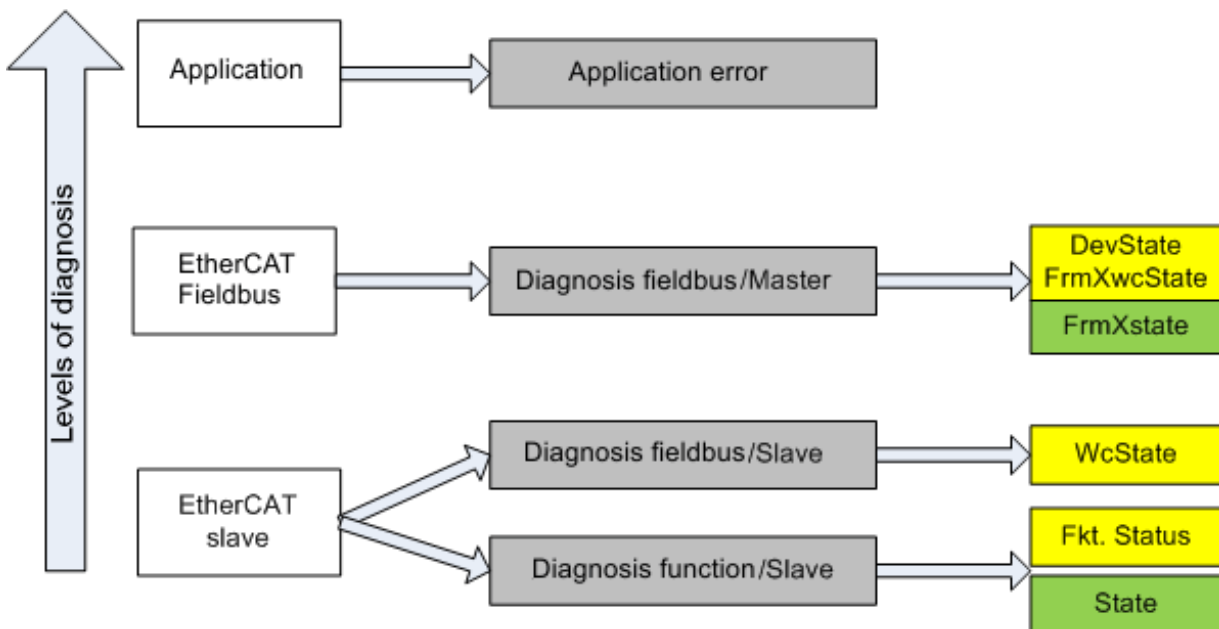 Levels of diagnosis
Application
Application error
EtherCAT
Fieldbus
Diagnosis fieldbus/Master
DevState
FrmXwcState
FrmXstate
EtherCAT
slave
Diagnosis fieldbus/Slave
WcState
Diagnosis function/Slave
Fkt. Status
State